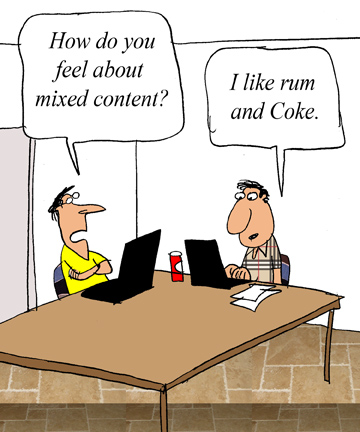 How do you
feel about
mixed content?
I like rum
and Coke.